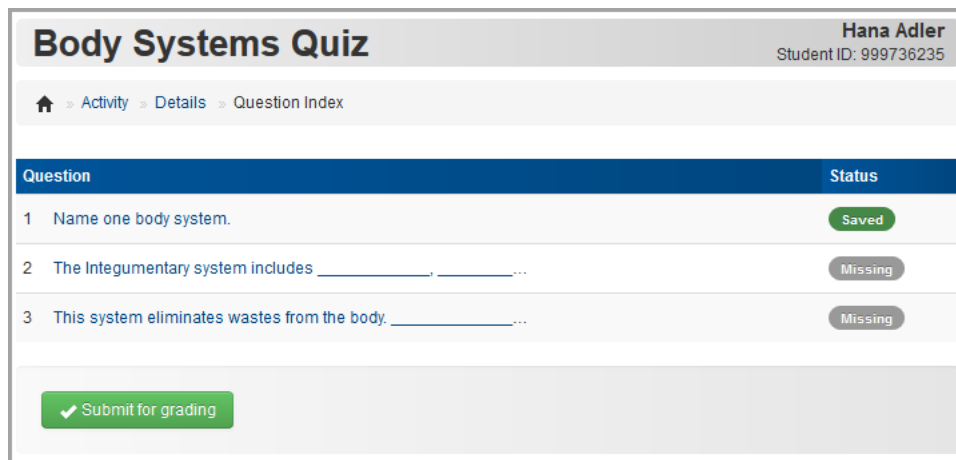 Body Systems Quiz
Hana Adler
Student ID: 999736235
» Activity » Details » Question Index
Question Status
1 Name one body system. Saved
2 The Integumentary system includes _____________, _________... Missing
3 This system eliminates wastes from the body. ______________... Missing
Submit for grading